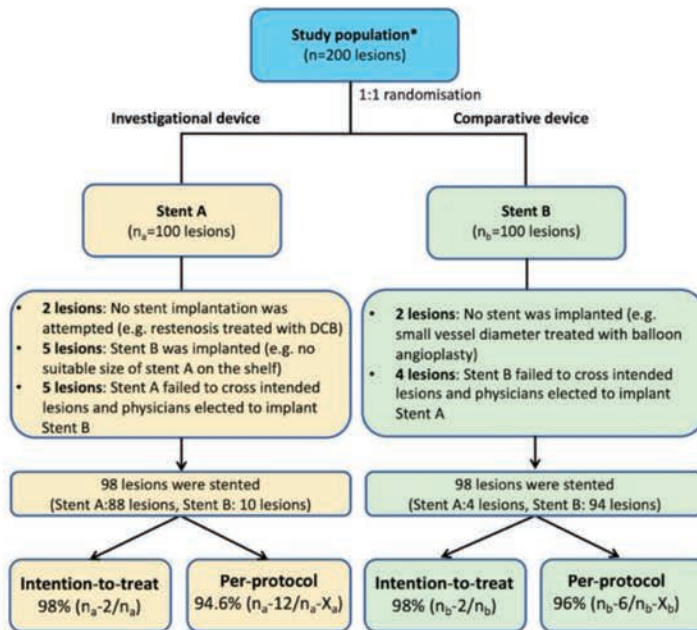 Study population*
(n=200 lesions)
1:1 randomisation
Investigational device
Comparative device
Stent A
(nₐ=100 lesions)
Stent B
(n_b=100 lesions)
• 2 lesions: No stent implantation was
attempted (e.g. restenosis treated with DCB)
• 5 lesions: Stent B was implanted (e.g. no
suitable size of stent A on the shelf)
• 5 lesions: Stent A failed to cross intended
lesions and physicians elected to implant
Stent B
• 2 lesions: No stent was implanted (e.g.
small vessel diameter treated with balloon
angioplasty)
• 4 lesions: Stent B failed to cross intended
lesions and physicians elected to implant
Stent A
98 lesions were stented
(Stent A:88 lesions, Stent B: 10 lesions)
98 lesions were stented
(Stent A:4 lesions, Stent B: 94 lesions)
Intention-to-treat
98% (nₐ-2/nₐ)
Per-protocol
94.6% (nₐ-12/nₐ-Xₐ)
Intention-to-treat
98% (n_b-2/n_b)
Per-protocol
96% (n_b-6/n_b-X_b)